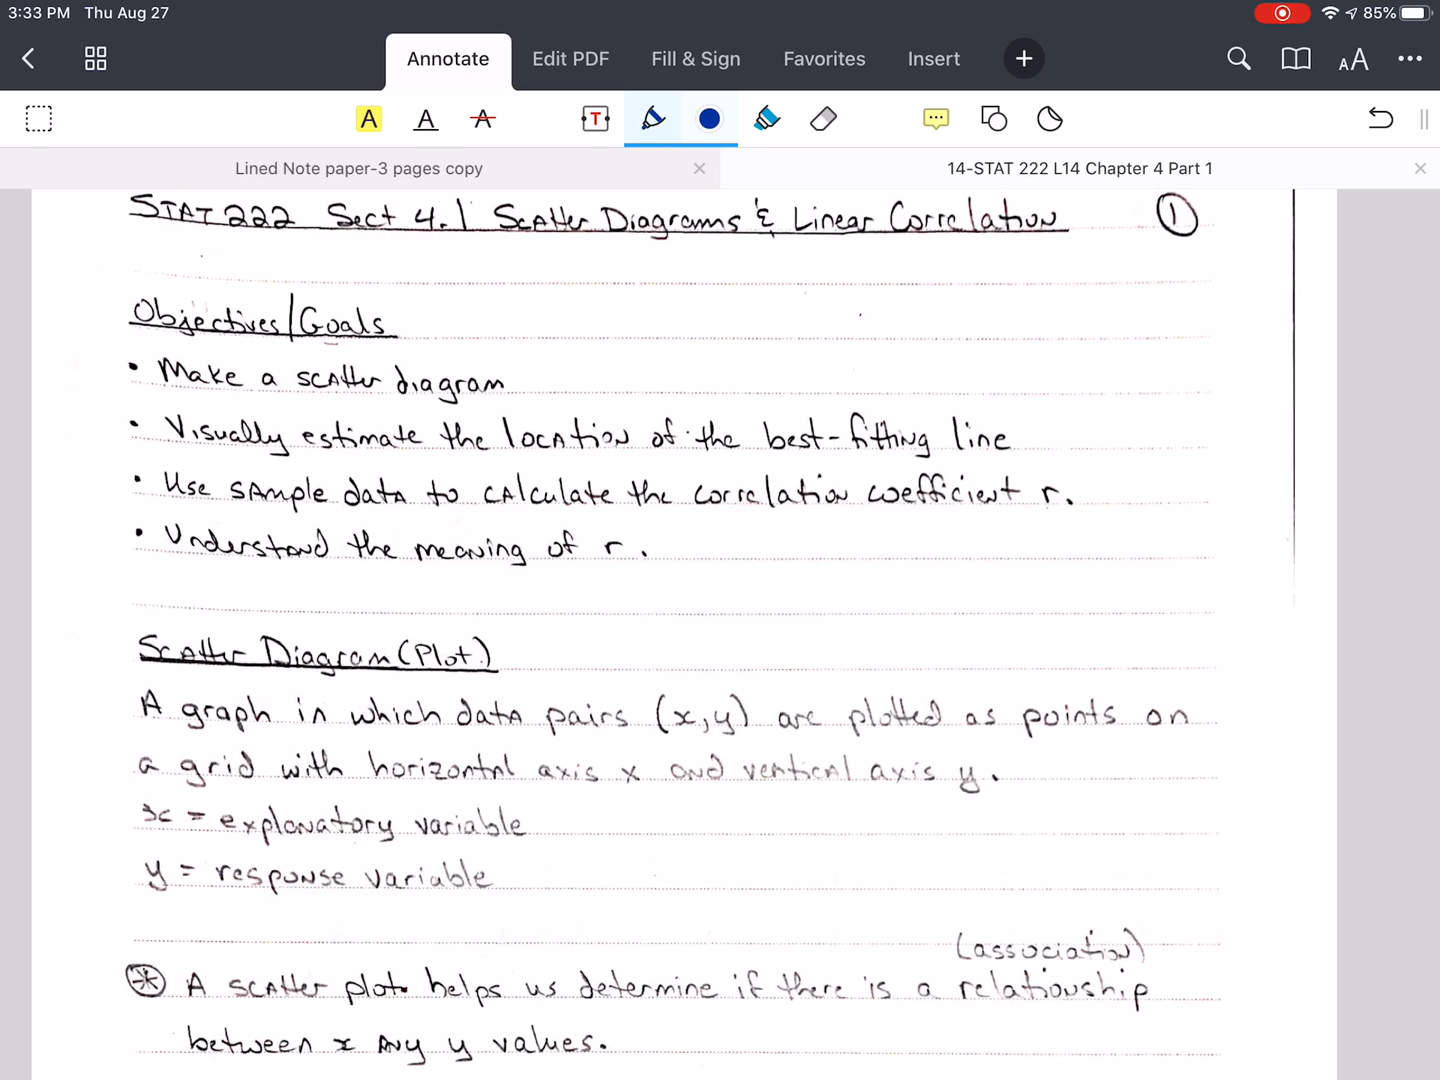 3:33 PM Thu Aug 27
85%
Annotate Edit PDF Fill & Sign Favorites Insert
AA
A A A T
Lined Note paper-3 pages copy
14-STAT 222 L14 Chapter 4 Part 1
STAT 222 Sect 4.1 Scatter Diagrams & Linear Correlation 1
Objectives/Goals
• Make a scatter diagram
• Visually estimate the location of the best-fitting line
• Use sample data to calculate the correlation coefficient r.
• Understand the meaning of r.
Scatter Diagram (Plot)
A graph in which data pairs (x,y) are plotted as points on
a grid with horizontal axis x and vertical axis y.
x = explanatory variable
y = response variable
(association)
* A scatter plot helps us determine if there is a relationship
between x any y values.